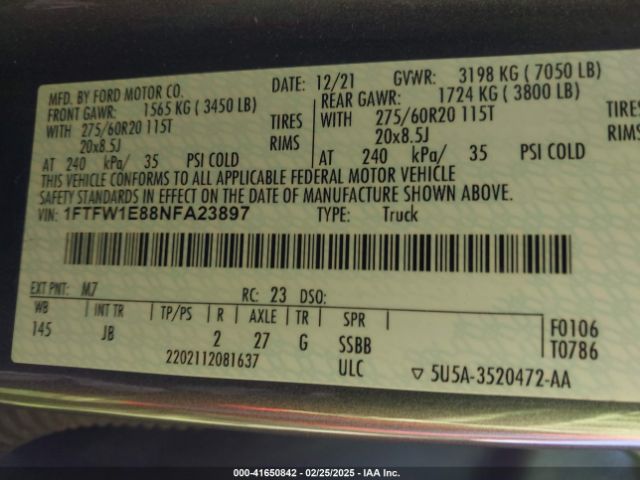 MFD. BY FORD MOTOR CO. DATE: 12/21 GVWR: 3198 KG ( 7050 LB)
FRONT GAWR: 1565 KG ( 3450 LB) REAR GAWR: 1724 KG ( 3800 LB)
WITH 275/60R20 115T TIRES WITH 275/60R20 115T TIRES
20x8.5J RIMS 20x8.5J RIMS
AT 240 kPa/ 35 PSI COLD AT 240 kPa/ 35 PSI COLD
THIS VEHICLE CONFORMS TO ALL APPLICABLE FEDERAL MOTOR VEHICLE
SAFETY STANDARDS IN EFFECT ON THE DATE OF MANUFACTURE SHOWN ABOVE.
VIN: 1FTFW1E88NFA23897 TYPE: Truck
EXT PNT: M7 RC: 23 DSO:
WB INT TR TP/PS R AXLE TR SPR
145 JB 2 27 G SSBB
F0106
T0786
2202112081637 ULC
▽ 5U5A-3520472-AA
000-41650842 - 02/25/2025 - IAA Inc.